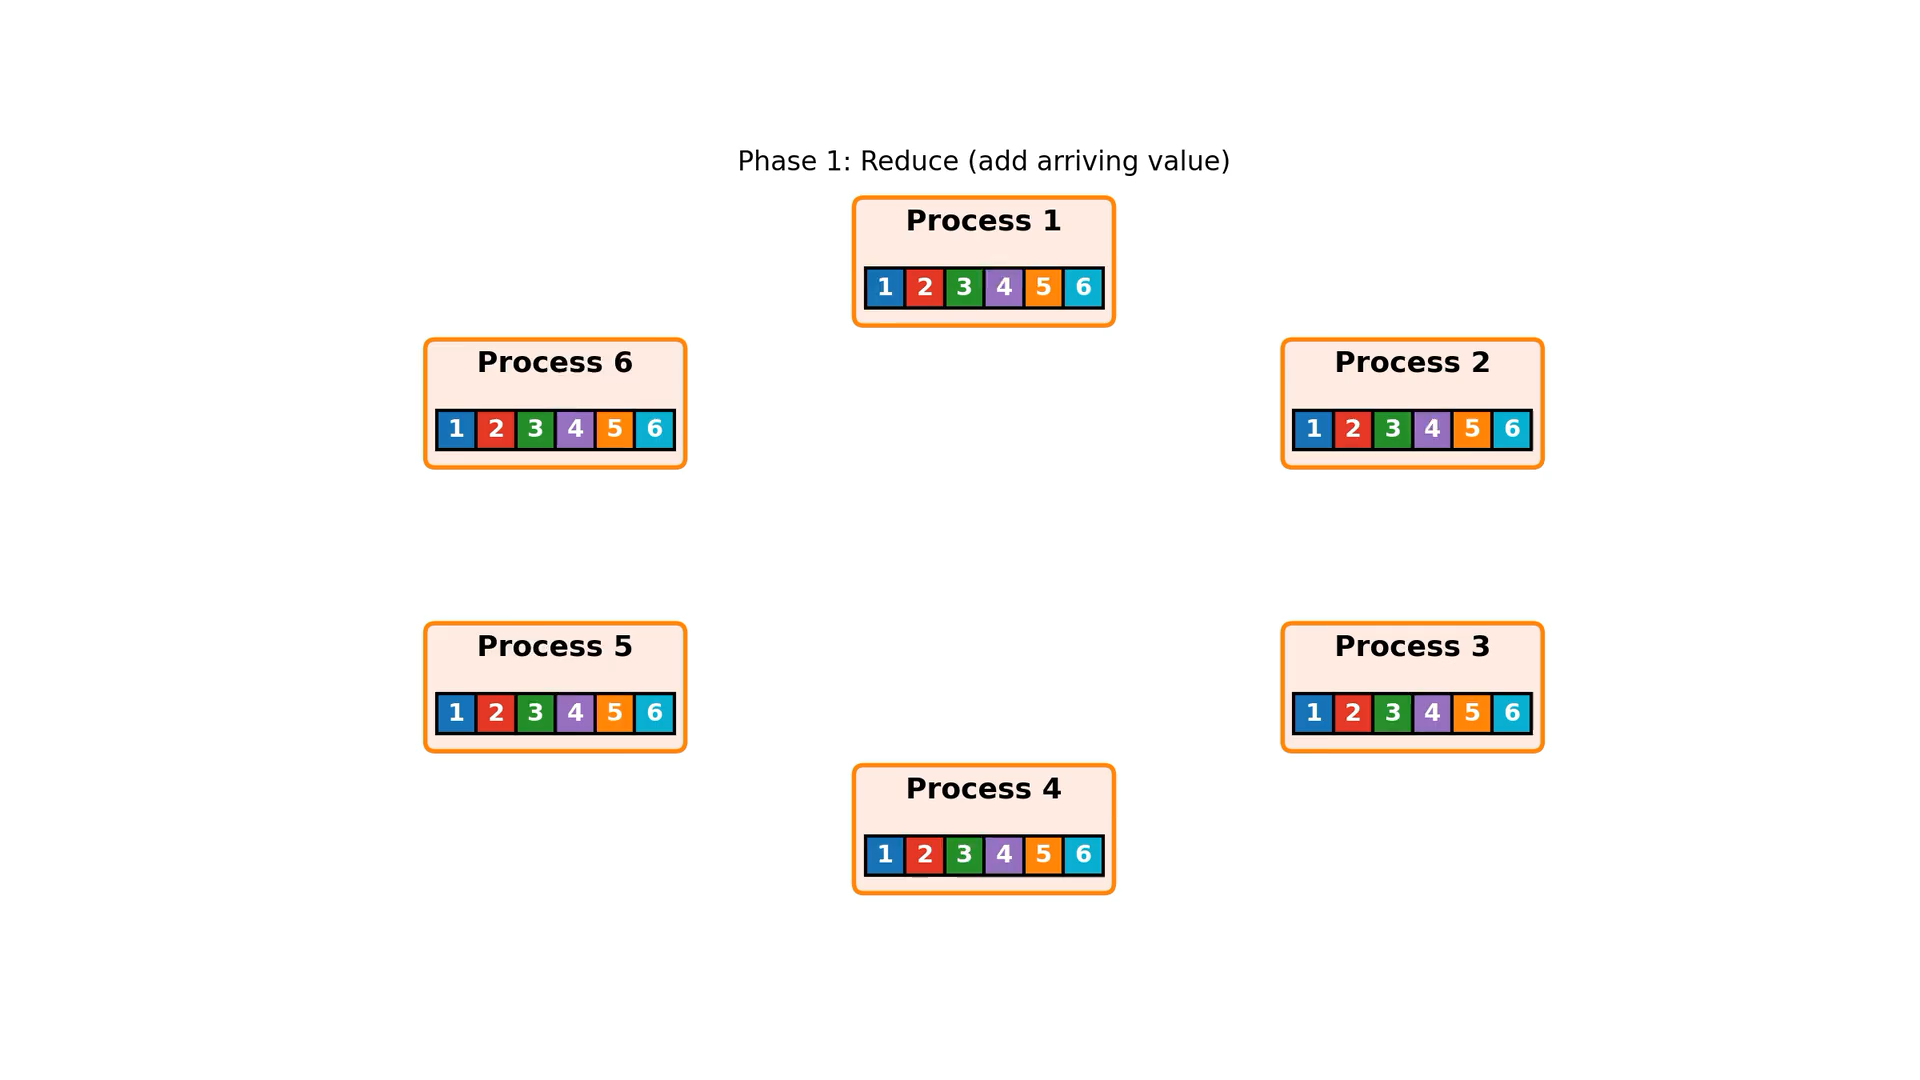 Phase 1: Reduce (add arriving value)
Process 1
1 2 3 4 5 6
Process 6
1 2 3 4 5 6
Process 2
1 2 3 4 5 6
Process 5
1 2 3 4 5 6
Process 3
1 2 3 4 5 6
Process 4
1 2 3 4 5 6